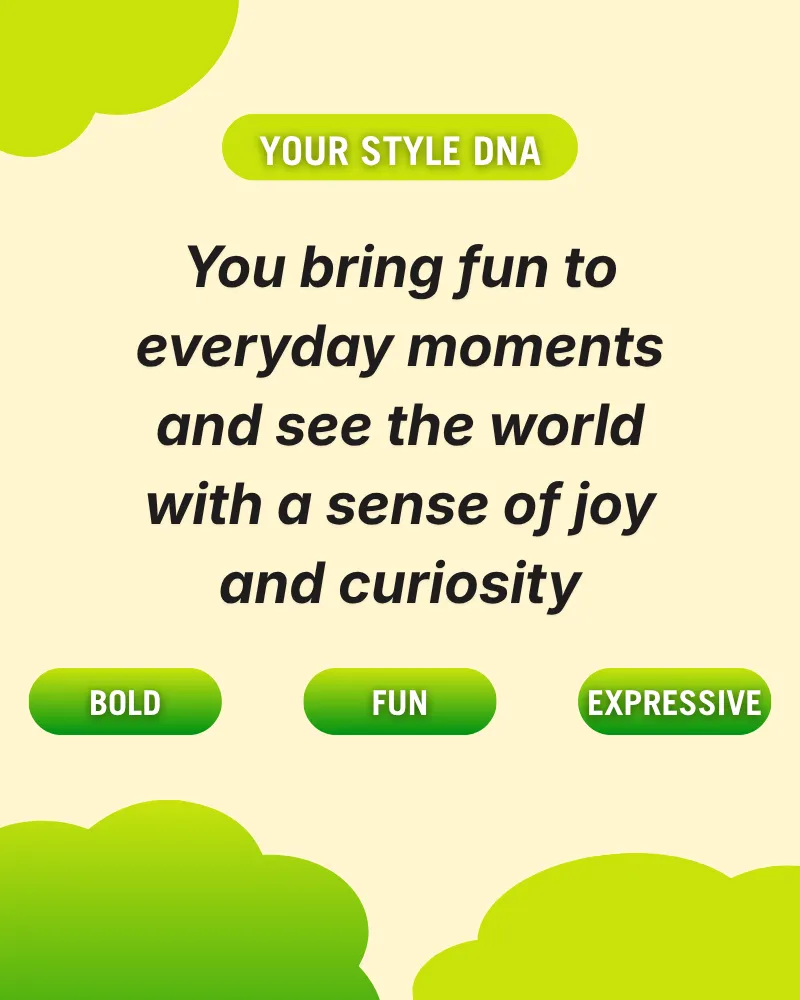 YOUR STYLE DNA
You bring fun to
everyday moments
and see the world
with a sense of joy
and curiosity
BOLD
FUN
EXPRESSIVE